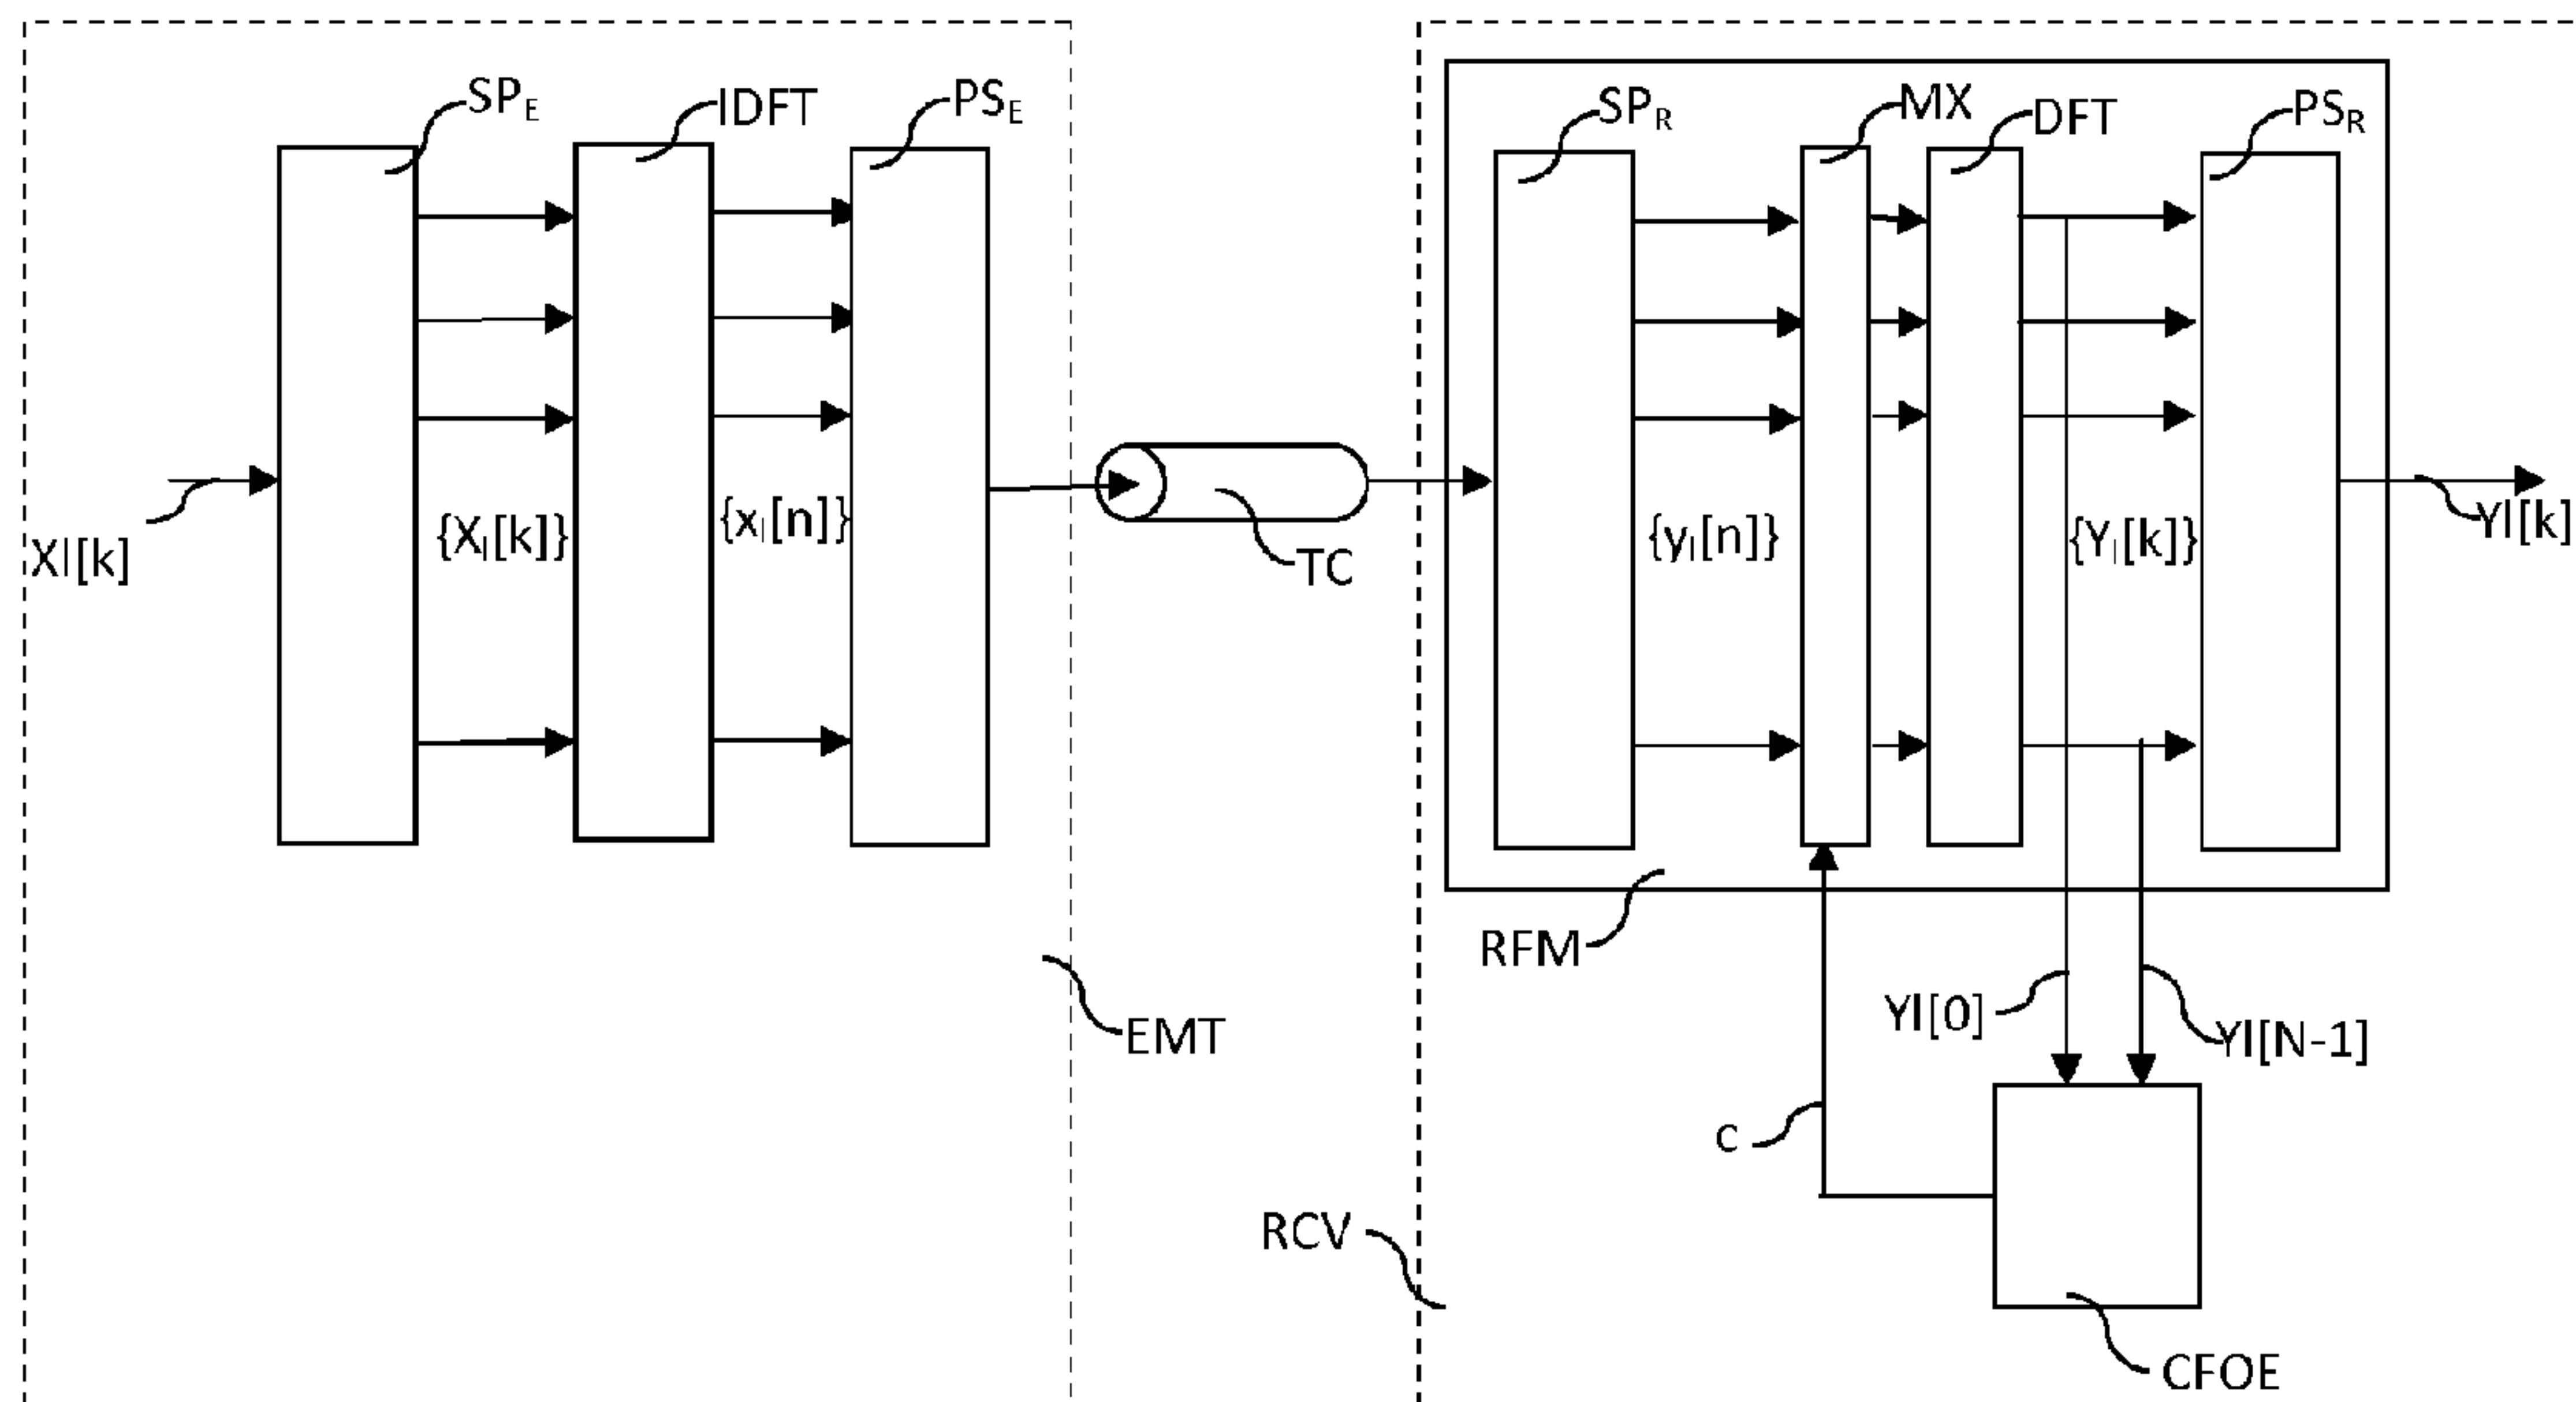 SP_E
IDFT
PS_E
SP_R
MX
DFT
PS_R
Xl[k]
{X_l[k]}
{x_l[n]}
TC
{y_l[n]}
{Y_l[k]}
Yl[k]
RFM
EMT
Yl[0]
Yl[N-1]
c
RCV
CFOE